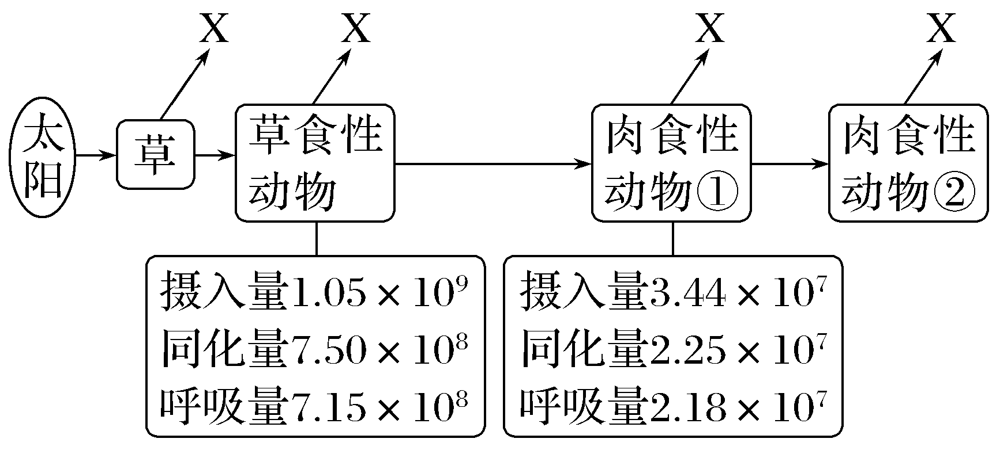 X
X
X
X
太
阳
草
草食性
动物
肉食性
动物①
肉食性
动物②
摄入量1.05×10⁹
同化量7.50×10⁸
呼吸量7.15×10⁸
摄入量3.44×10⁷
同化量2.25×10⁷
呼吸量2.18×10⁷